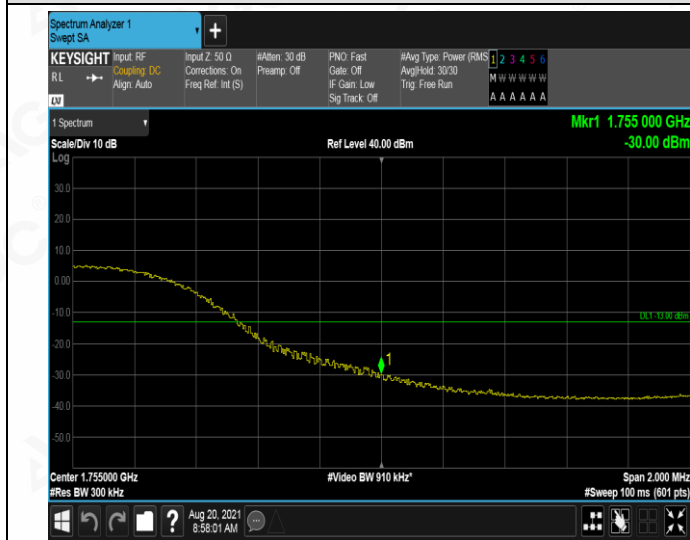 Spectrum Analyzer 1
Swept SA
+
KEYSIGHT Input: RF Input Z: 50 Ω #Atten: 30 dB PNO: Fast #Avg Type: Power (RMS 1 2 3 4 5 6
RL Coupling: DC Corrections: On Preamp: Off Gate: Off Avg|Hold: 30/30 M W W W W W
Align: Auto Freq Ref: Int (S) IF Gain: Low Trig: Free Run
Sig Track: Off A A A A A A
LXI
1 Spectrum
Mkr1 1.755 000 GHz
Scale/Div 10 dB Ref Level 40.00 dBm -30.00 dBm
Log
30.0
20.0
10.0
0.00
-10.0
DL1 -13.00 dBm
-20.0
1
-30.0
-40.0
-50.0
Center 1.755000 GHz #Video BW 910 kHz* Span 2.000 MHz
#Res BW 300 kHz #Sweep 100 ms (601 pts)
? Aug 20, 2021
8:58:01 AM